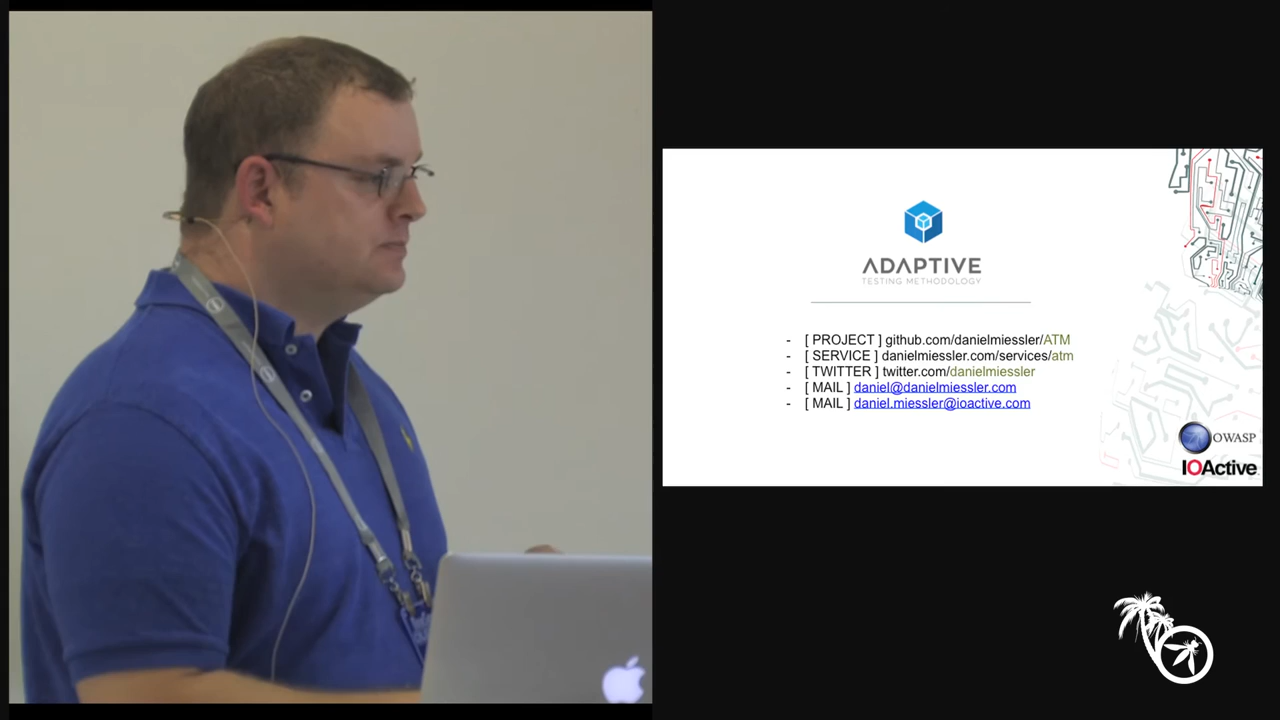 ADAPTIVE
TESTING METHODOLOGY
- [ PROJECT ] github.com/danielmiessler/ATM
- [ SERVICE ] danielmiessler.com/services/atm
- [ TWITTER ] twitter.com/danielmiessler
- [ MAIL ] daniel@danielmiessler.com
- [ MAIL ] daniel.miessler@ioactive.com
OWASP
IOActive